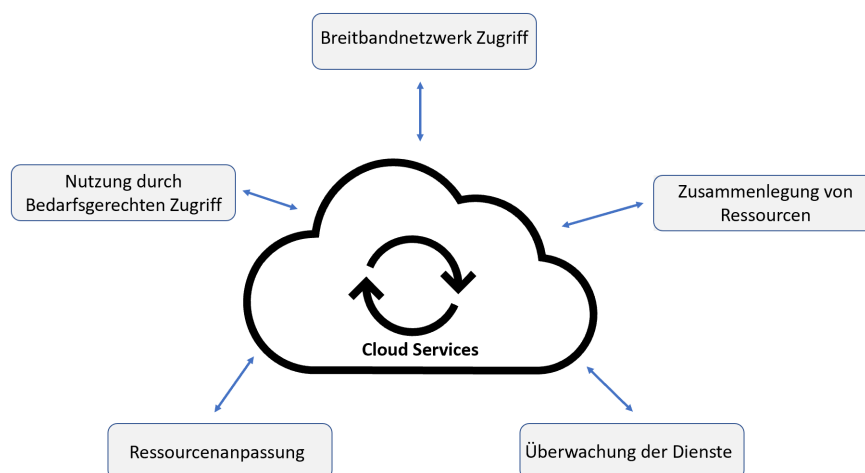 Breitbandnetzwerk Zugriff
Nutzung durch
Bedarfsgerechten Zugriff
Zusammenlegung von
Ressourcen
Cloud Services
Ressourcenanpassung
Überwachung der Dienste